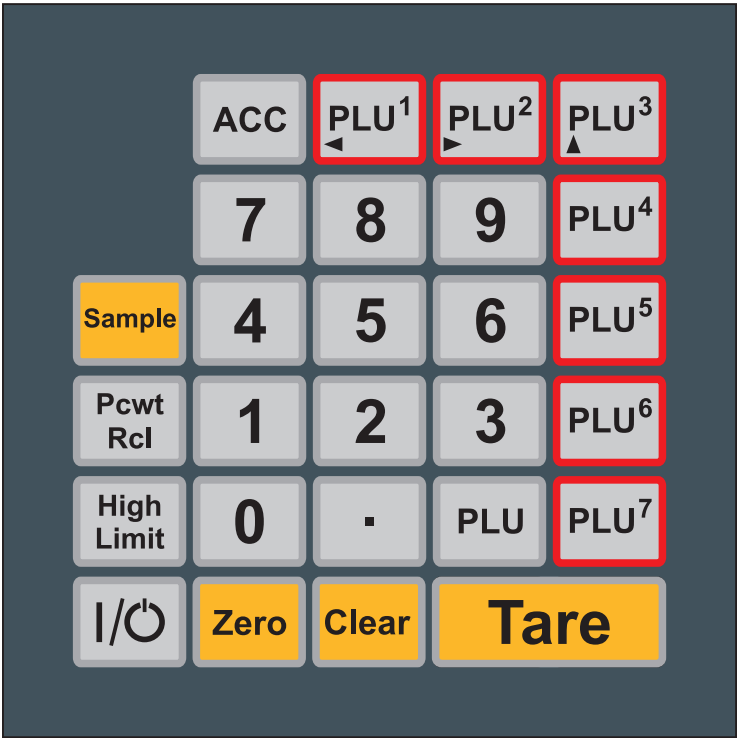 ACC PLU¹ PLU² PLU³
7 8 9 PLU⁴
Sample 4 5 6 PLU⁵
Pcwt
Rcl 1 2 3 PLU⁶
High
Limit 0 . PLU PLU⁷
I/⏻ Zero Clear Tare